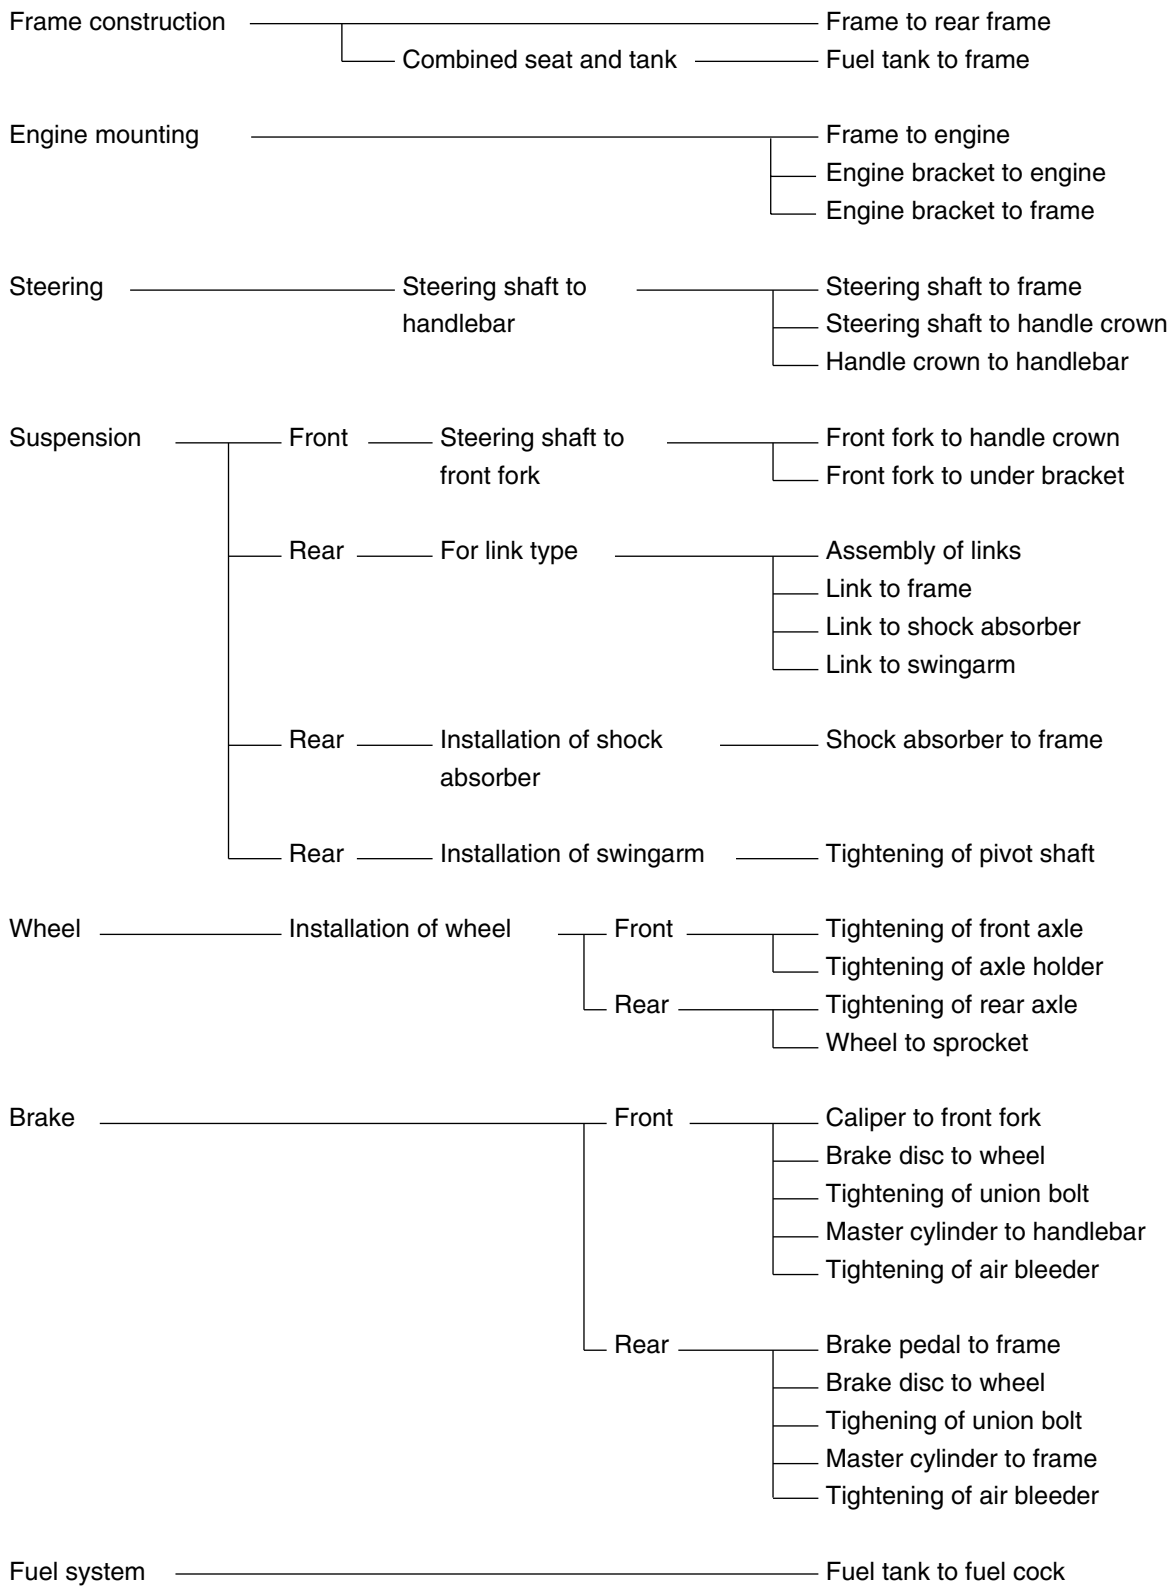 Frame construction Frame to rear frame
Combined seat and tank Fuel tank to frame
Engine mounting Frame to engine
Engine bracket to engine
Engine bracket to frame
Steering Steering shaft to Steering shaft to frame
handlebar Steering shaft to handle crown
Handle crown to handlebar
Suspension Front Steering shaft to Front fork to handle crown
front fork Front fork to under bracket
Rear For link type Assembly of links
Link to frame
Link to shock absorber
Link to swingarm
Rear Installation of shock Shock absorber to frame
absorber
Rear Installation of swingarm Tightening of pivot shaft
Wheel Installation of wheel Front Tightening of front axle
Tightening of axle holder
Rear Tightening of rear axle
Wheel to sprocket
Brake Front Caliper to front fork
Brake disc to wheel
Tightening of union bolt
Master cylinder to handlebar
Tightening of air bleeder
Rear Brake pedal to frame
Brake disc to wheel
Tighening of union bolt
Master cylinder to frame
Tightening of air bleeder
Fuel system Fuel tank to fuel cock